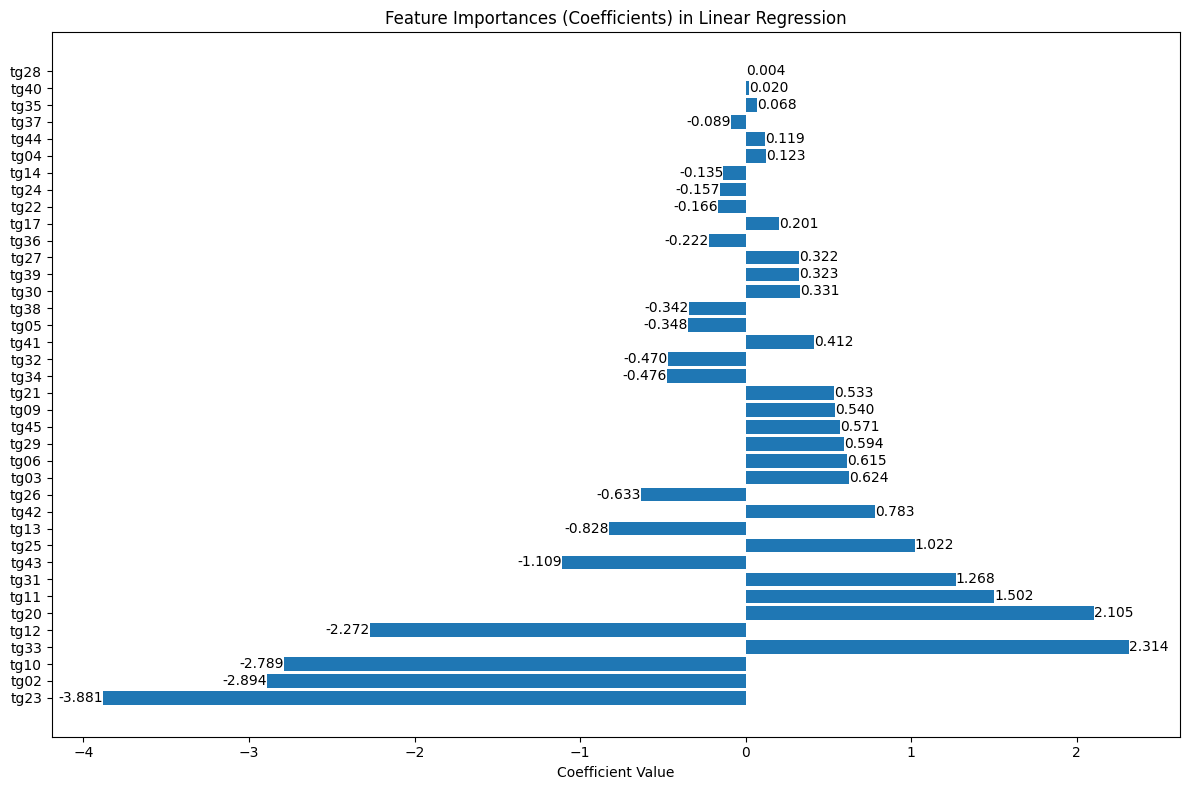 Feature Importances (Coefficients) in Linear Regression
tg28 0.004
tg40 0.020
tg35 0.068
tg37 -0.089
tg44 0.119
tg04 0.123
tg14 -0.135
tg24 -0.157
tg22 -0.166
tg17 0.201
tg36 -0.222
tg27 0.322
tg39 0.323
tg30 0.331
tg38 -0.342
tg05 -0.348
tg41 0.412
tg32 -0.470
tg34 -0.476
tg21 0.533
tg09 0.540
tg45 0.571
tg29 0.594
tg06 0.615
tg03 0.624
tg26 -0.633
tg42 0.783
tg13 -0.828
tg25 1.022
tg43 -1.109
tg31 1.268
tg11 1.502
tg20 2.105
tg12 -2.272
tg33 2.314
tg10 -2.789
tg02 -2.894
tg23 -3.881
−4 −3 −2 −1 0 1 2
Coefficient Value